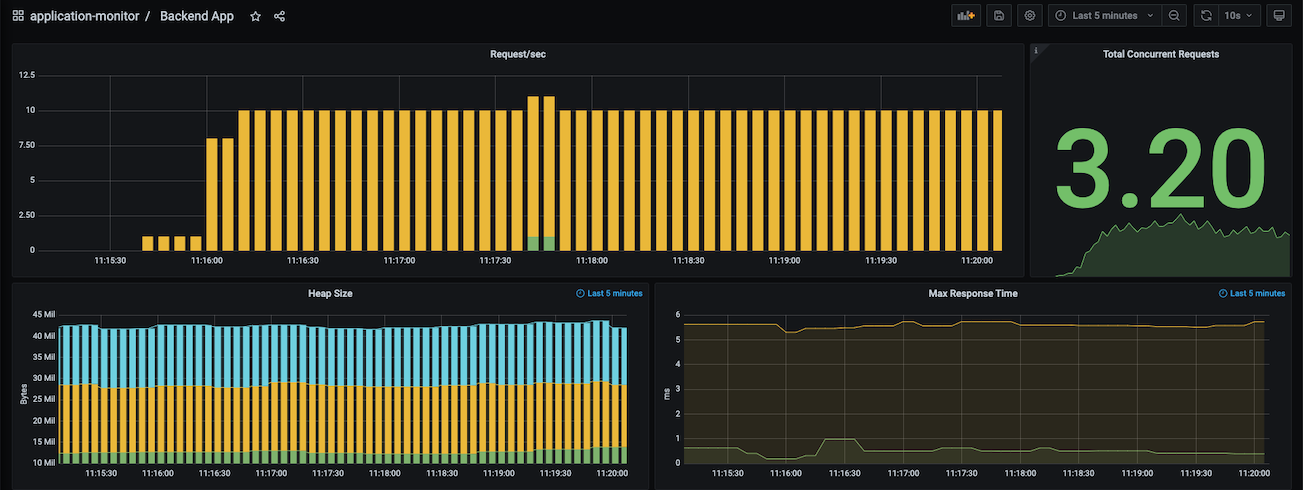 application-monitor / Backend App
Last 5 minutes
10s
Request/sec
12.5
10
7.50
5
2.50
0
11:15:30 11:16:00 11:16:30 11:17:00 11:17:30 11:18:00 11:18:30 11:19:00 11:19:30 11:20:00
i
Total Concurrent Requests
3.20
Heap Size
Last 5 minutes
Bytes
45 Mil
40 Mil
35 Mil
30 Mil
25 Mil
20 Mil
15 Mil
10 Mil
11:15:30 11:16:00 11:16:30 11:17:00 11:17:30 11:18:00 11:18:30 11:19:00 11:19:30 11:20:00
Max Response Time
Last 5 minutes
ms
6
5
4
3
2
1
0
11:15:30 11:16:00 11:16:30 11:17:00 11:17:30 11:18:00 11:18:30 11:19:00 11:19:30 11:20:00